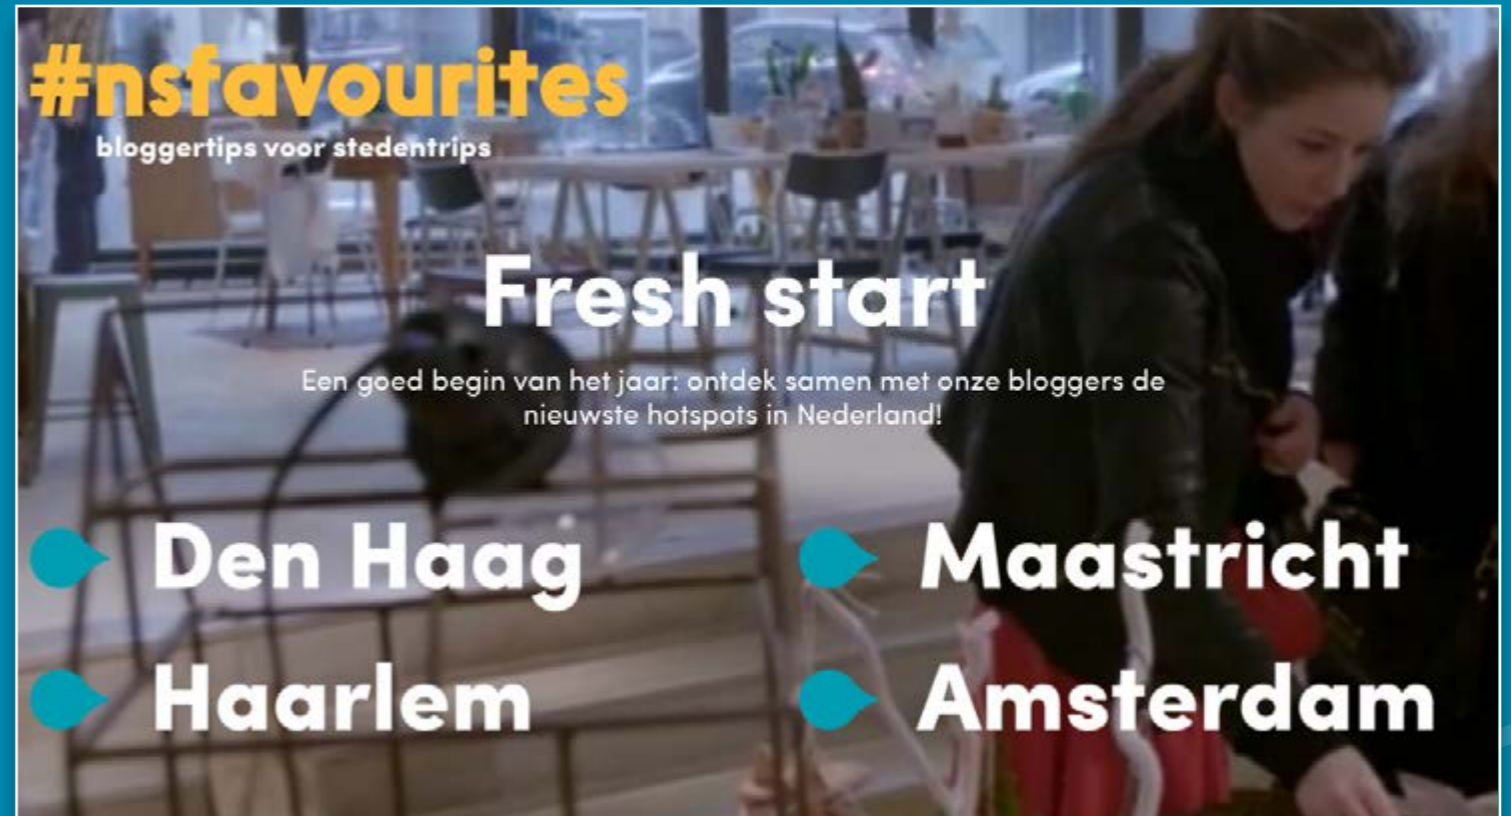 #nsfavourites
bloggertips voor stedentrips
Fresh start
Een goed begin van het jaar: ontdek samen met onze bloggers de
nieuwste hotspots in Nederland!
Den Haag
Maastricht
Haarlem
Amsterdam